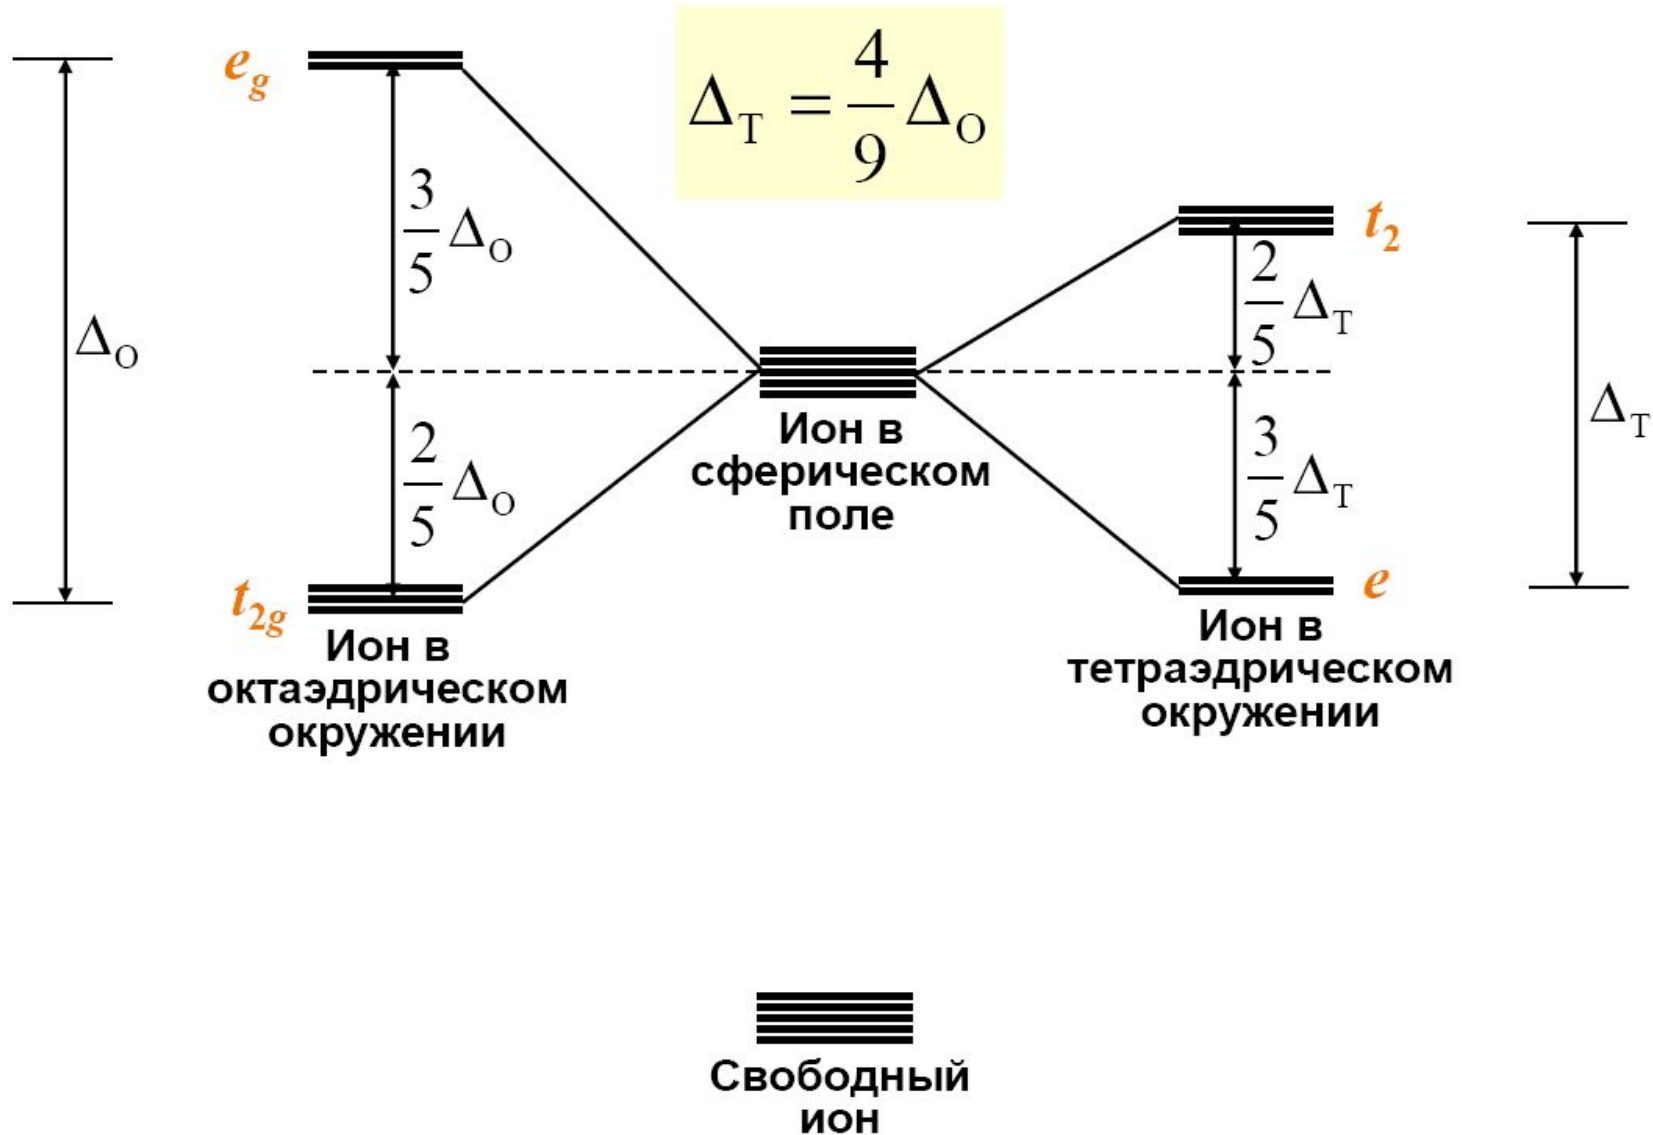 e_g
Δ_T = 4/9 Δ_O
3/5 Δ_O
t_2
2/5 Δ_T
Δ_O
Δ_T
Ион в
сферическом
поле
2/5 Δ_O
3/5 Δ_T
t_2g
e
Ион в
октаэдрическом
окружении
Ион в
тетраэдрическом
окружении
Свободный
ион